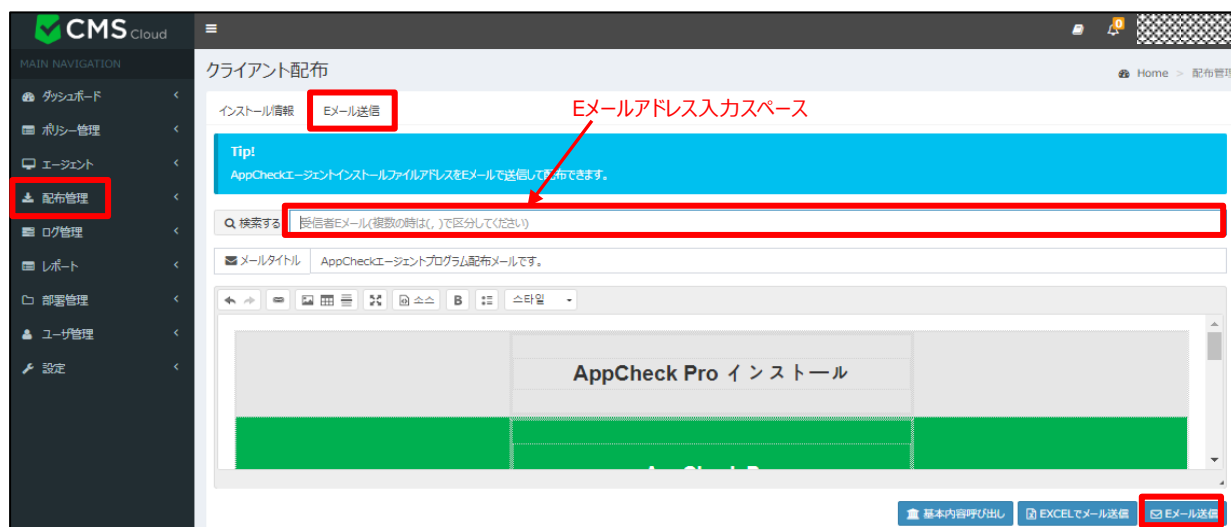 CMS Cloud
0
MAIN NAVIGATION
ダッシュボード
ポリシー管理
エージェント
配布管理
ログ管理
レポート
部署管理
ユーザ管理
設定
クライアント配布
Home > 配布管理
インストール情報
Eメール送信
Eメールアドレス入力スペース
Tip!
AppCheckエージェントインストールファイルアドレスをEメールで送信して配布できます。
検索する
受信者Eメール(複数の時は(, )で区分してください)
メールタイトル
AppCheckエージェントプログラム配布メールです。
소스
B
스타일
AppCheck Pro インストール
基本内容呼び出し
EXCELでメール送信
Eメール送信